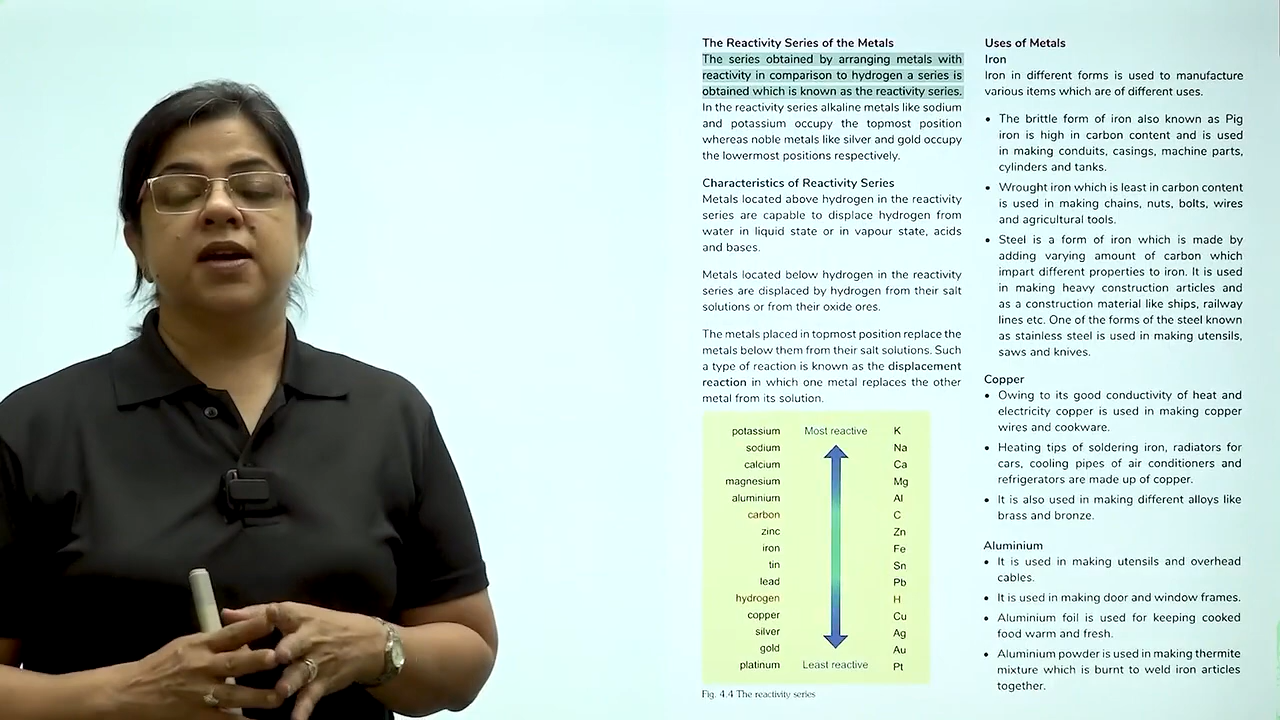 The Reactivity Series of the Metals
The series obtained by arranging metals with
reactivity in comparison to hydrogen a series is
obtained which is known as the reactivity series.
In the reactivity series alkaline metals like sodium
and potassium occupy the topmost position
whereas noble metals like silver and gold occupy
the lowermost positions respectively.
Characteristics of Reactivity Series
Metals located above hydrogen in the reactivity
series are capable to displace hydrogen from
water in liquid state or in vapour state, acids
and bases.
Metals located below hydrogen in the reactivity
series are displaced by hydrogen from their salt
solutions or from their oxide ores.
The metals placed in topmost position replace the
metals below them from their salt solutions. Such
a type of reaction is known as the displacement
reaction in which one metal replaces the other
metal from its solution.
potassium Most reactive K
sodium Na
calcium Ca
magnesium Mg
aluminium Al
carbon C
zinc Zn
iron Fe
tin Sn
lead Pb
hydrogen H
copper Cu
silver Ag
gold Au
platinum Least reactive Pt
Fig. 4.4 The reactivity series
Uses of Metals
Iron
Iron in different forms is used to manufacture
various items which are of different uses.
• The brittle form of iron also known as Pig
iron is high in carbon content and is used
in making conduits, casings, machine parts,
cylinders and tanks.
• Wrought iron which is least in carbon content
is used in making chains, nuts, bolts, wires
and agricultural tools.
• Steel is a form of iron which is made by
adding varying amount of carbon which
impart different properties to iron. It is used
in making heavy construction articles and
as a construction material like ships, railway
lines etc. One of the forms of the steel known
as stainless steel is used in making utensils,
saws and knives.
Copper
• Owing to its good conductivity of heat and
electricity copper is used in making copper
wires and cookware.
• Heating tips of soldering iron, radiators for
cars, cooling pipes of air conditioners and
refrigerators are made up of copper.
• It is also used in making different alloys like
brass and bronze.
Aluminium
• It is used in making utensils and overhead
cables.
• It is used in making door and window frames.
• Aluminium foil is used for keeping cooked
food warm and fresh.
• Aluminium powder is used in making thermite
mixture which is burnt to weld iron articles
together.